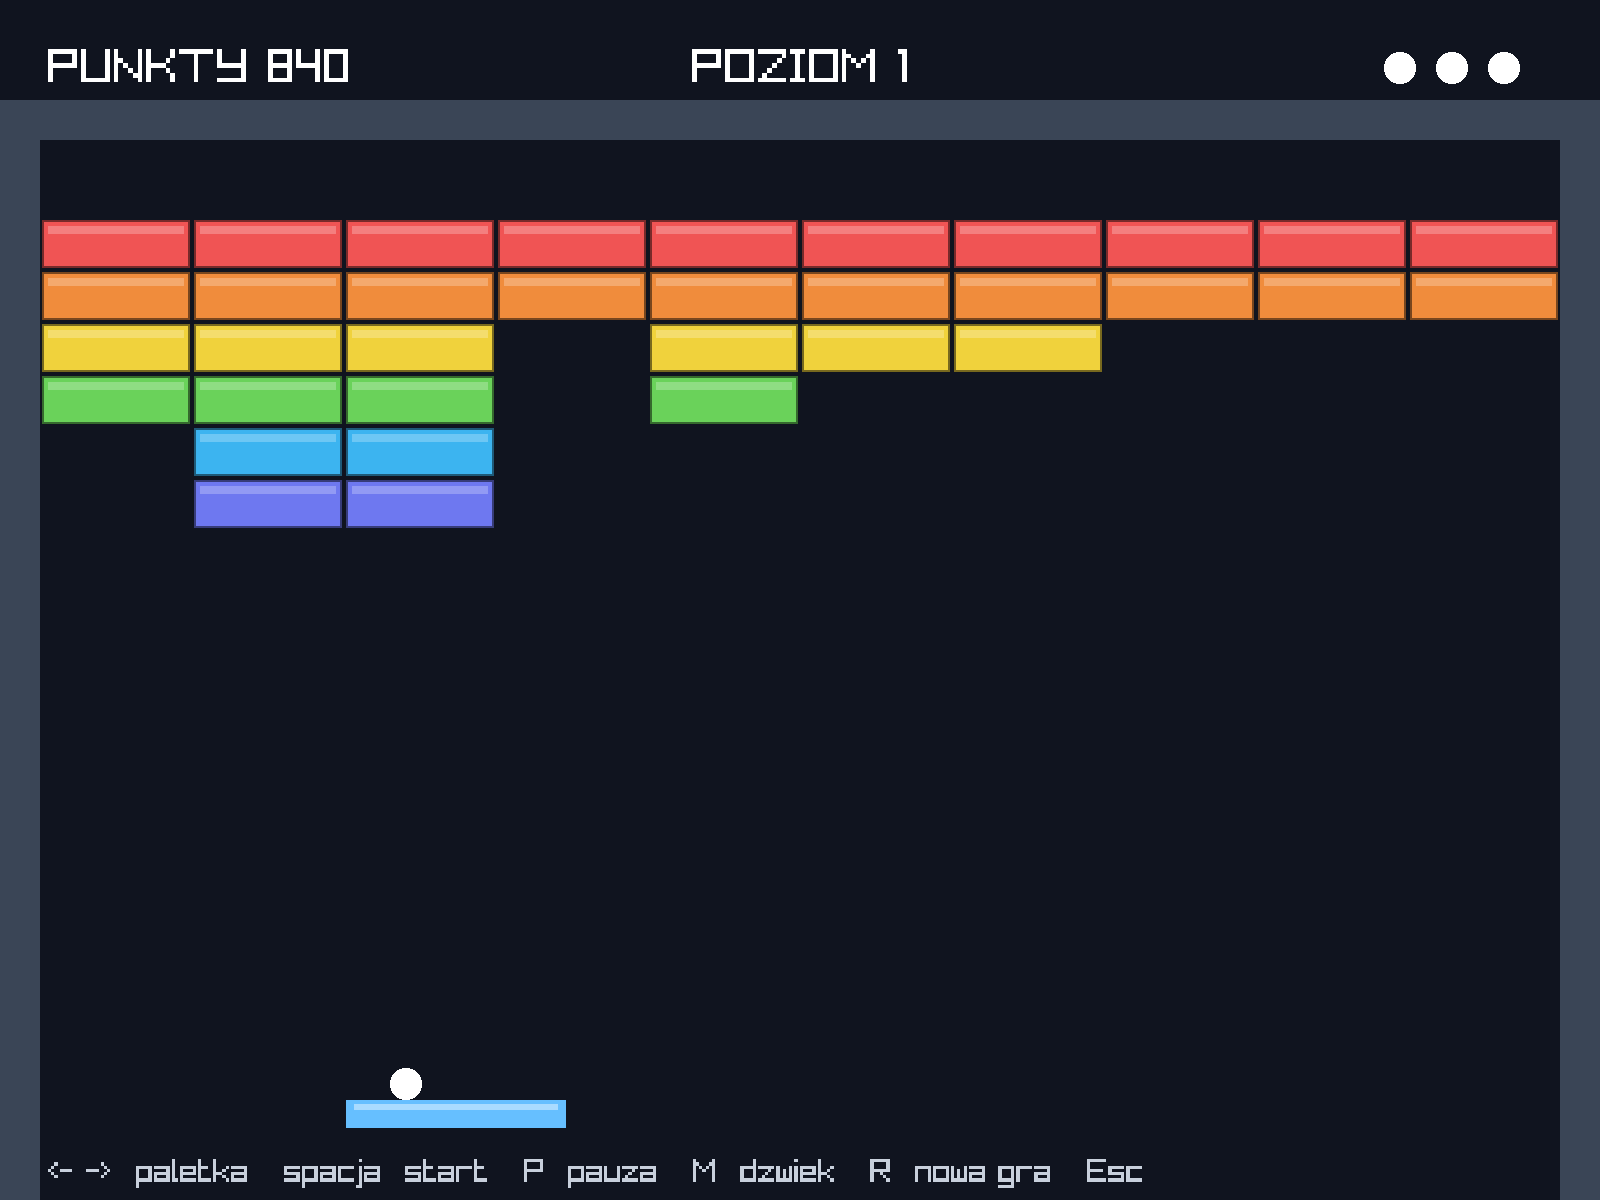 PUNKTY 840 POZIOM 1
<- -> paletka spacja start P pauza M dzwiek R nowa gra Esc